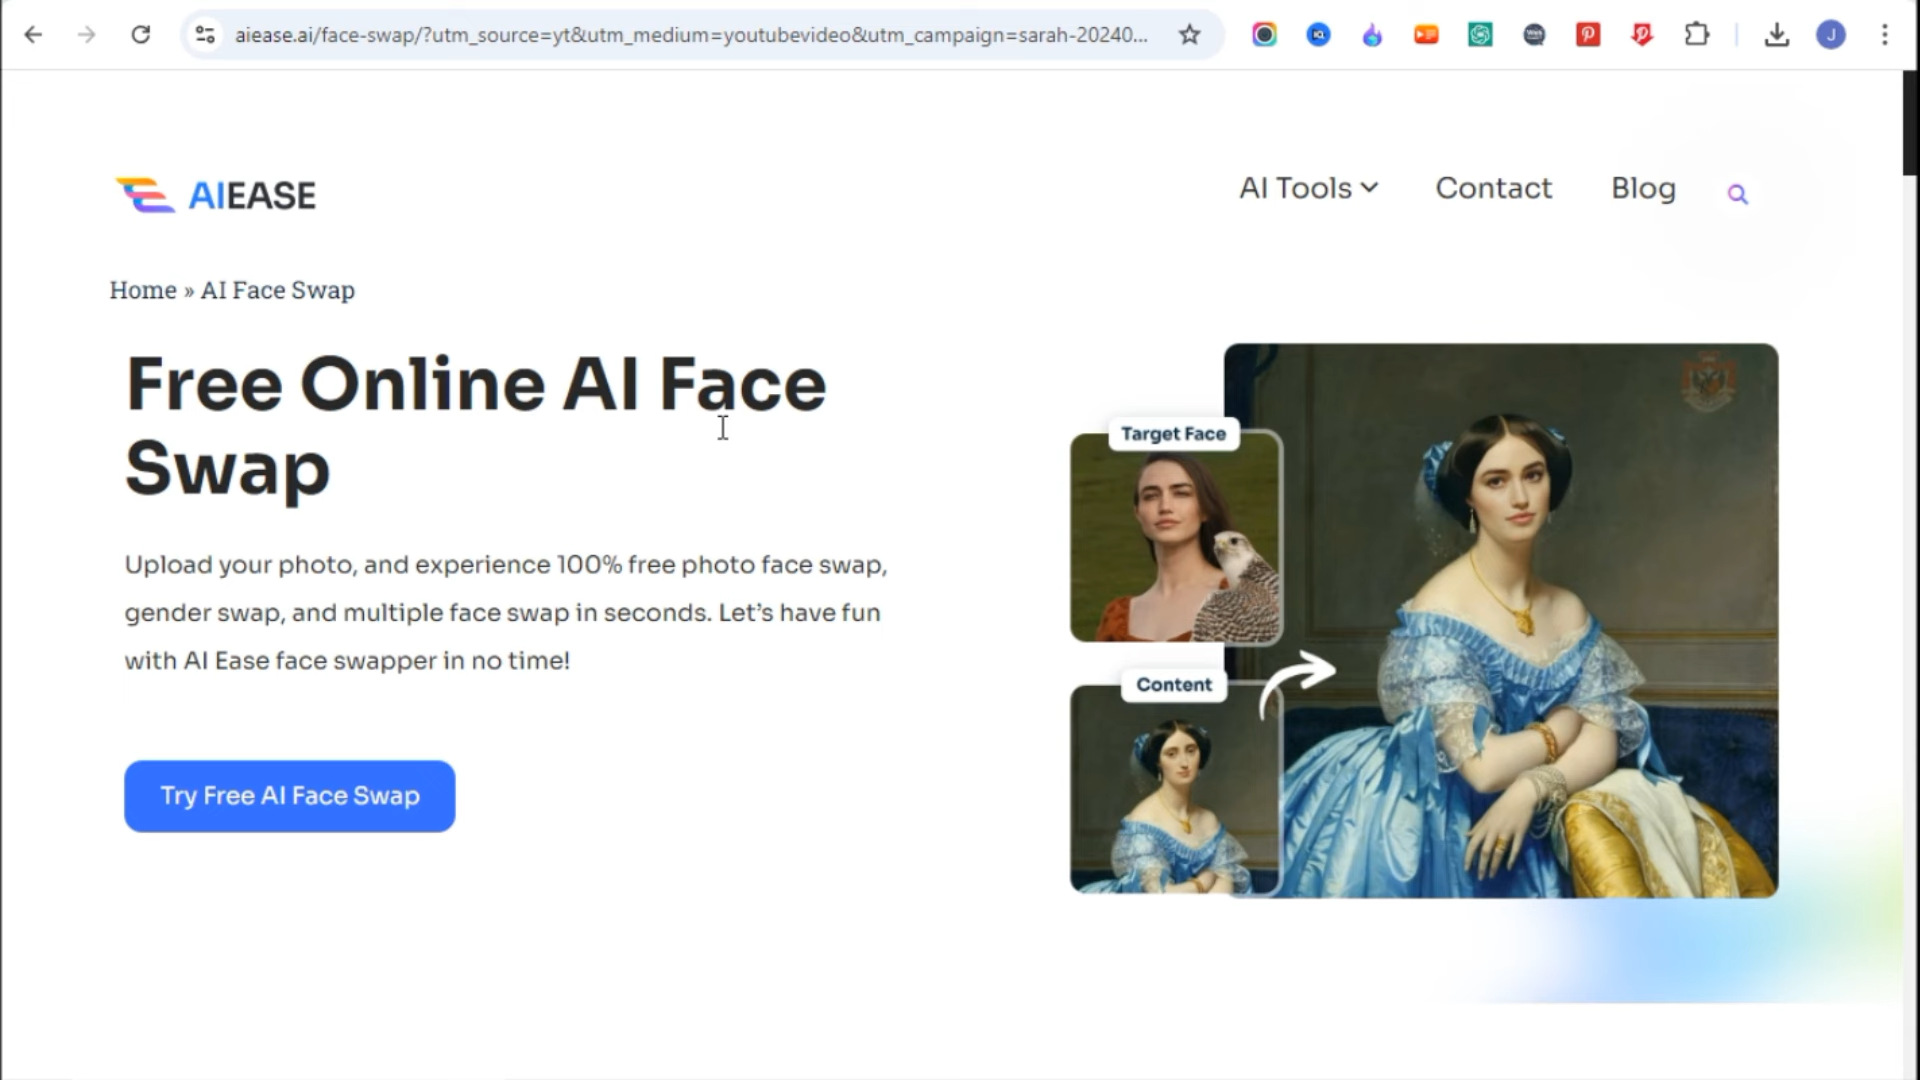 aiease.ai/face-swap/?utm_source=yt&utm_medium=youtubevideo&utm_campaign=sarah-20240...
J
AIEASE
AI Tools
Contact
Blog
Home » AI Face Swap
Free Online AI Face
Swap
Upload your photo, and experience 100% free photo face swap,
gender swap, and multiple face swap in seconds. Let’s have fun
with AI Ease face swapper in no time!
Try Free AI Face Swap
Target Face
Content